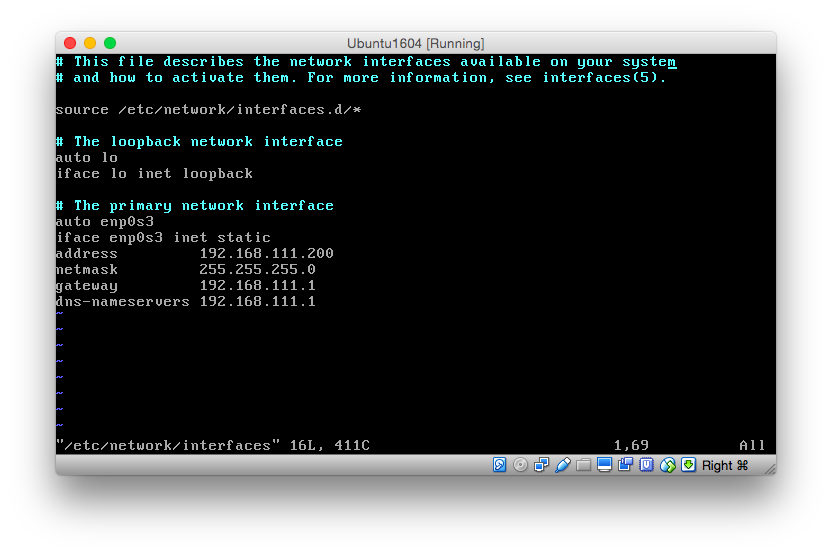 Ubuntu1604 [Running]
# This file describes the network interfaces available on your system
# and how to activate them. For more information, see interfaces(5).
source /etc/network/interfaces.d/*
# The loopback network interface
auto lo
iface lo inet loopback
# The primary network interface
auto enp0s3
iface enp0s3 inet static
address 192.168.111.200
netmask 255.255.255.0
gateway 192.168.111.1
dns-nameservers 192.168.111.1
~
~
~
~
~
~
~
~
"/etc/network/interfaces" 16L, 411C 1,69 All
Right ⌘